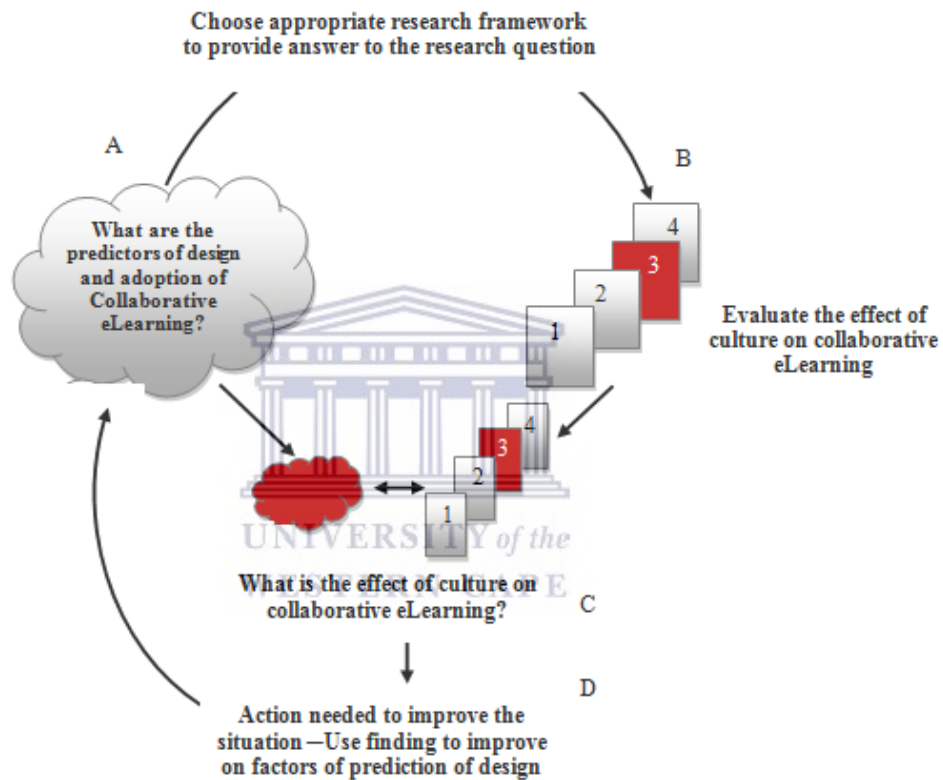 Choose appropriate research framework
to provide answer to the research question
A
B
What are the
predictors of design
and adoption of
Collaborative
eLearning?
4
3
2
1
Evaluate the effect of
culture on collaborative
eLearning
4
3
2
1
UNIVERSITY of the
WESTERN CAPE
What is the effect of culture on
collaborative eLearning?
C
D
Action needed to improve the
situation—Use finding to improve
on factors of prediction of design